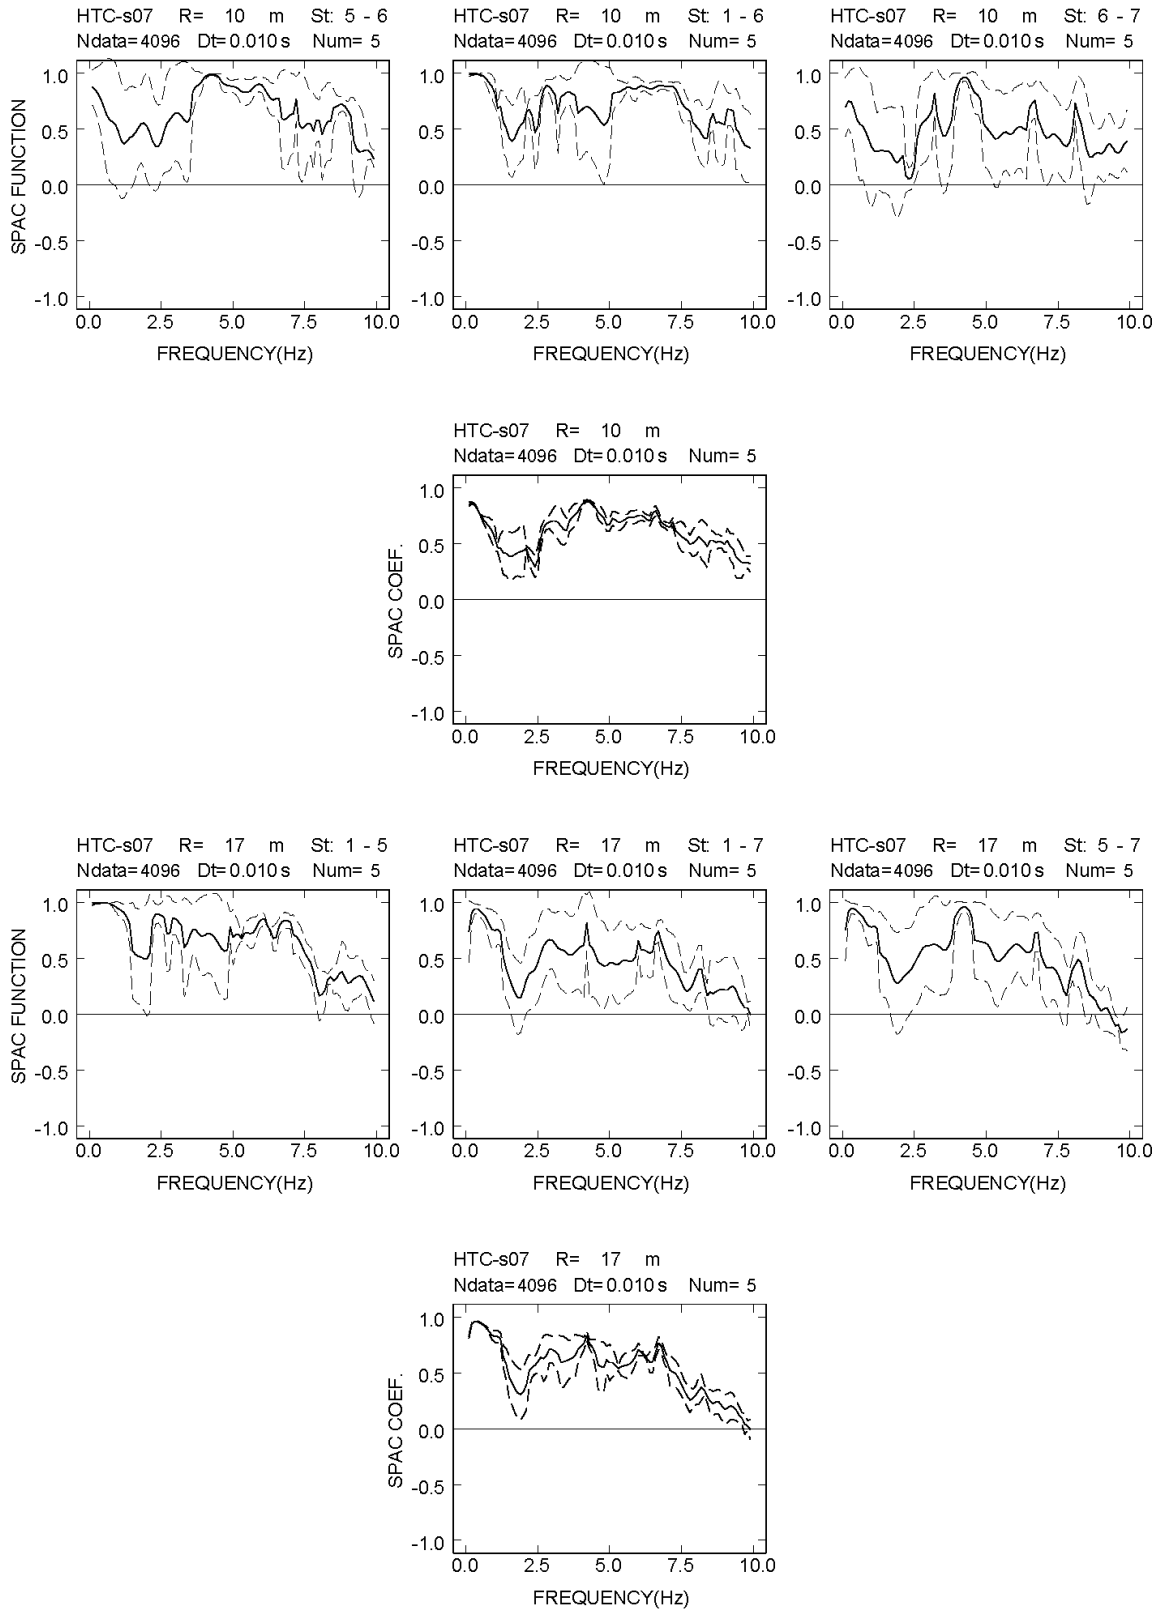 HTC-s07 R= 10 m St: 5 - 6
Ndata=4096 Dt=0.010 s Num= 5
HTC-s07 R= 10 m St: 1 - 6
Ndata=4096 Dt=0.010 s Num= 5
HTC-s07 R= 10 m St: 6 - 7
Ndata=4096 Dt=0.010 s Num= 5
SPAC FUNCTION
1.0
0.5
0.0
-0.5
-1.0
0.0 2.5 5.0 7.5 10.0
FREQUENCY(Hz)
1.0
0.5
0.0
-0.5
-1.0
0.0 2.5 5.0 7.5 10.0
FREQUENCY(Hz)
1.0
0.5
0.0
-0.5
-1.0
0.0 2.5 5.0 7.5 10.0
FREQUENCY(Hz)
HTC-s07 R= 10 m
Ndata=4096 Dt=0.010 s Num= 5
SPAC COEF.
1.0
0.5
0.0
-0.5
-1.0
0.0 2.5 5.0 7.5 10.0
FREQUENCY(Hz)
HTC-s07 R= 17 m St: 1 - 5
Ndata=4096 Dt=0.010 s Num= 5
HTC-s07 R= 17 m St: 1 - 7
Ndata=4096 Dt=0.010 s Num= 5
HTC-s07 R= 17 m St: 5 - 7
Ndata=4096 Dt=0.010 s Num= 5
SPAC FUNCTION
1.0
0.5
0.0
-0.5
-1.0
0.0 2.5 5.0 7.5 10.0
FREQUENCY(Hz)
1.0
0.5
0.0
-0.5
-1.0
0.0 2.5 5.0 7.5 10.0
FREQUENCY(Hz)
1.0
0.5
0.0
-0.5
-1.0
0.0 2.5 5.0 7.5 10.0
FREQUENCY(Hz)
HTC-s07 R= 17 m
Ndata=4096 Dt=0.010 s Num= 5
SPAC COEF.
1.0
0.5
0.0
-0.5
-1.0
0.0 2.5 5.0 7.5 10.0
FREQUENCY(Hz)